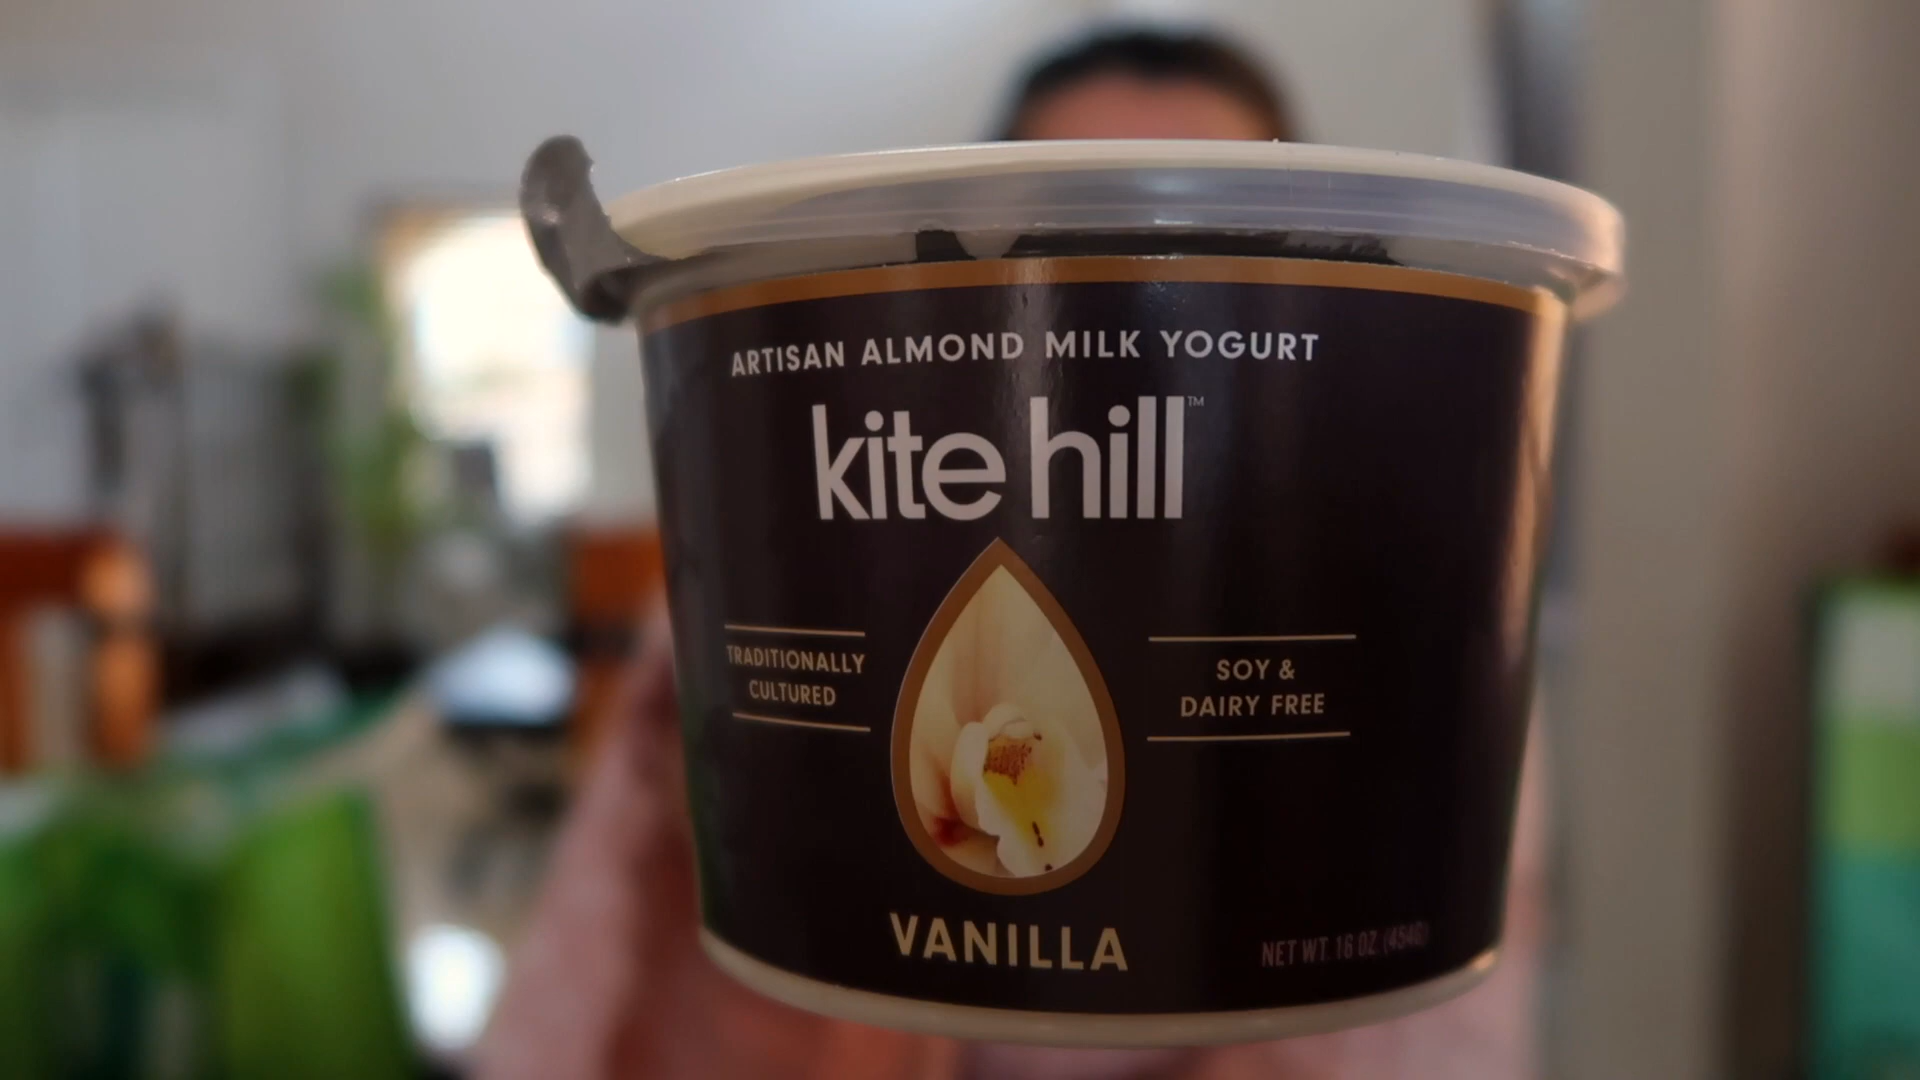 ARTISAN ALMOND MILK YOGURT
kite hill™
TRADITIONALLY
CULTURED
SOY &
DAIRY FREE
VANILLA
NET WT. 16 OZ. (454G)